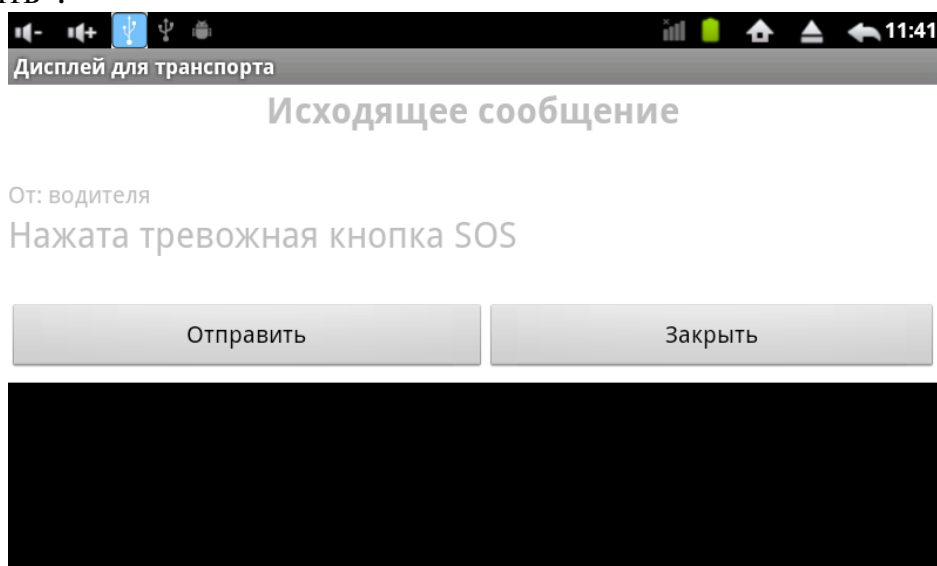 11:41
Дисплей для транспорта
Исходящее сообщение
От: водителя
Нажата тревожная кнопка SOS
Отправить Закрыть